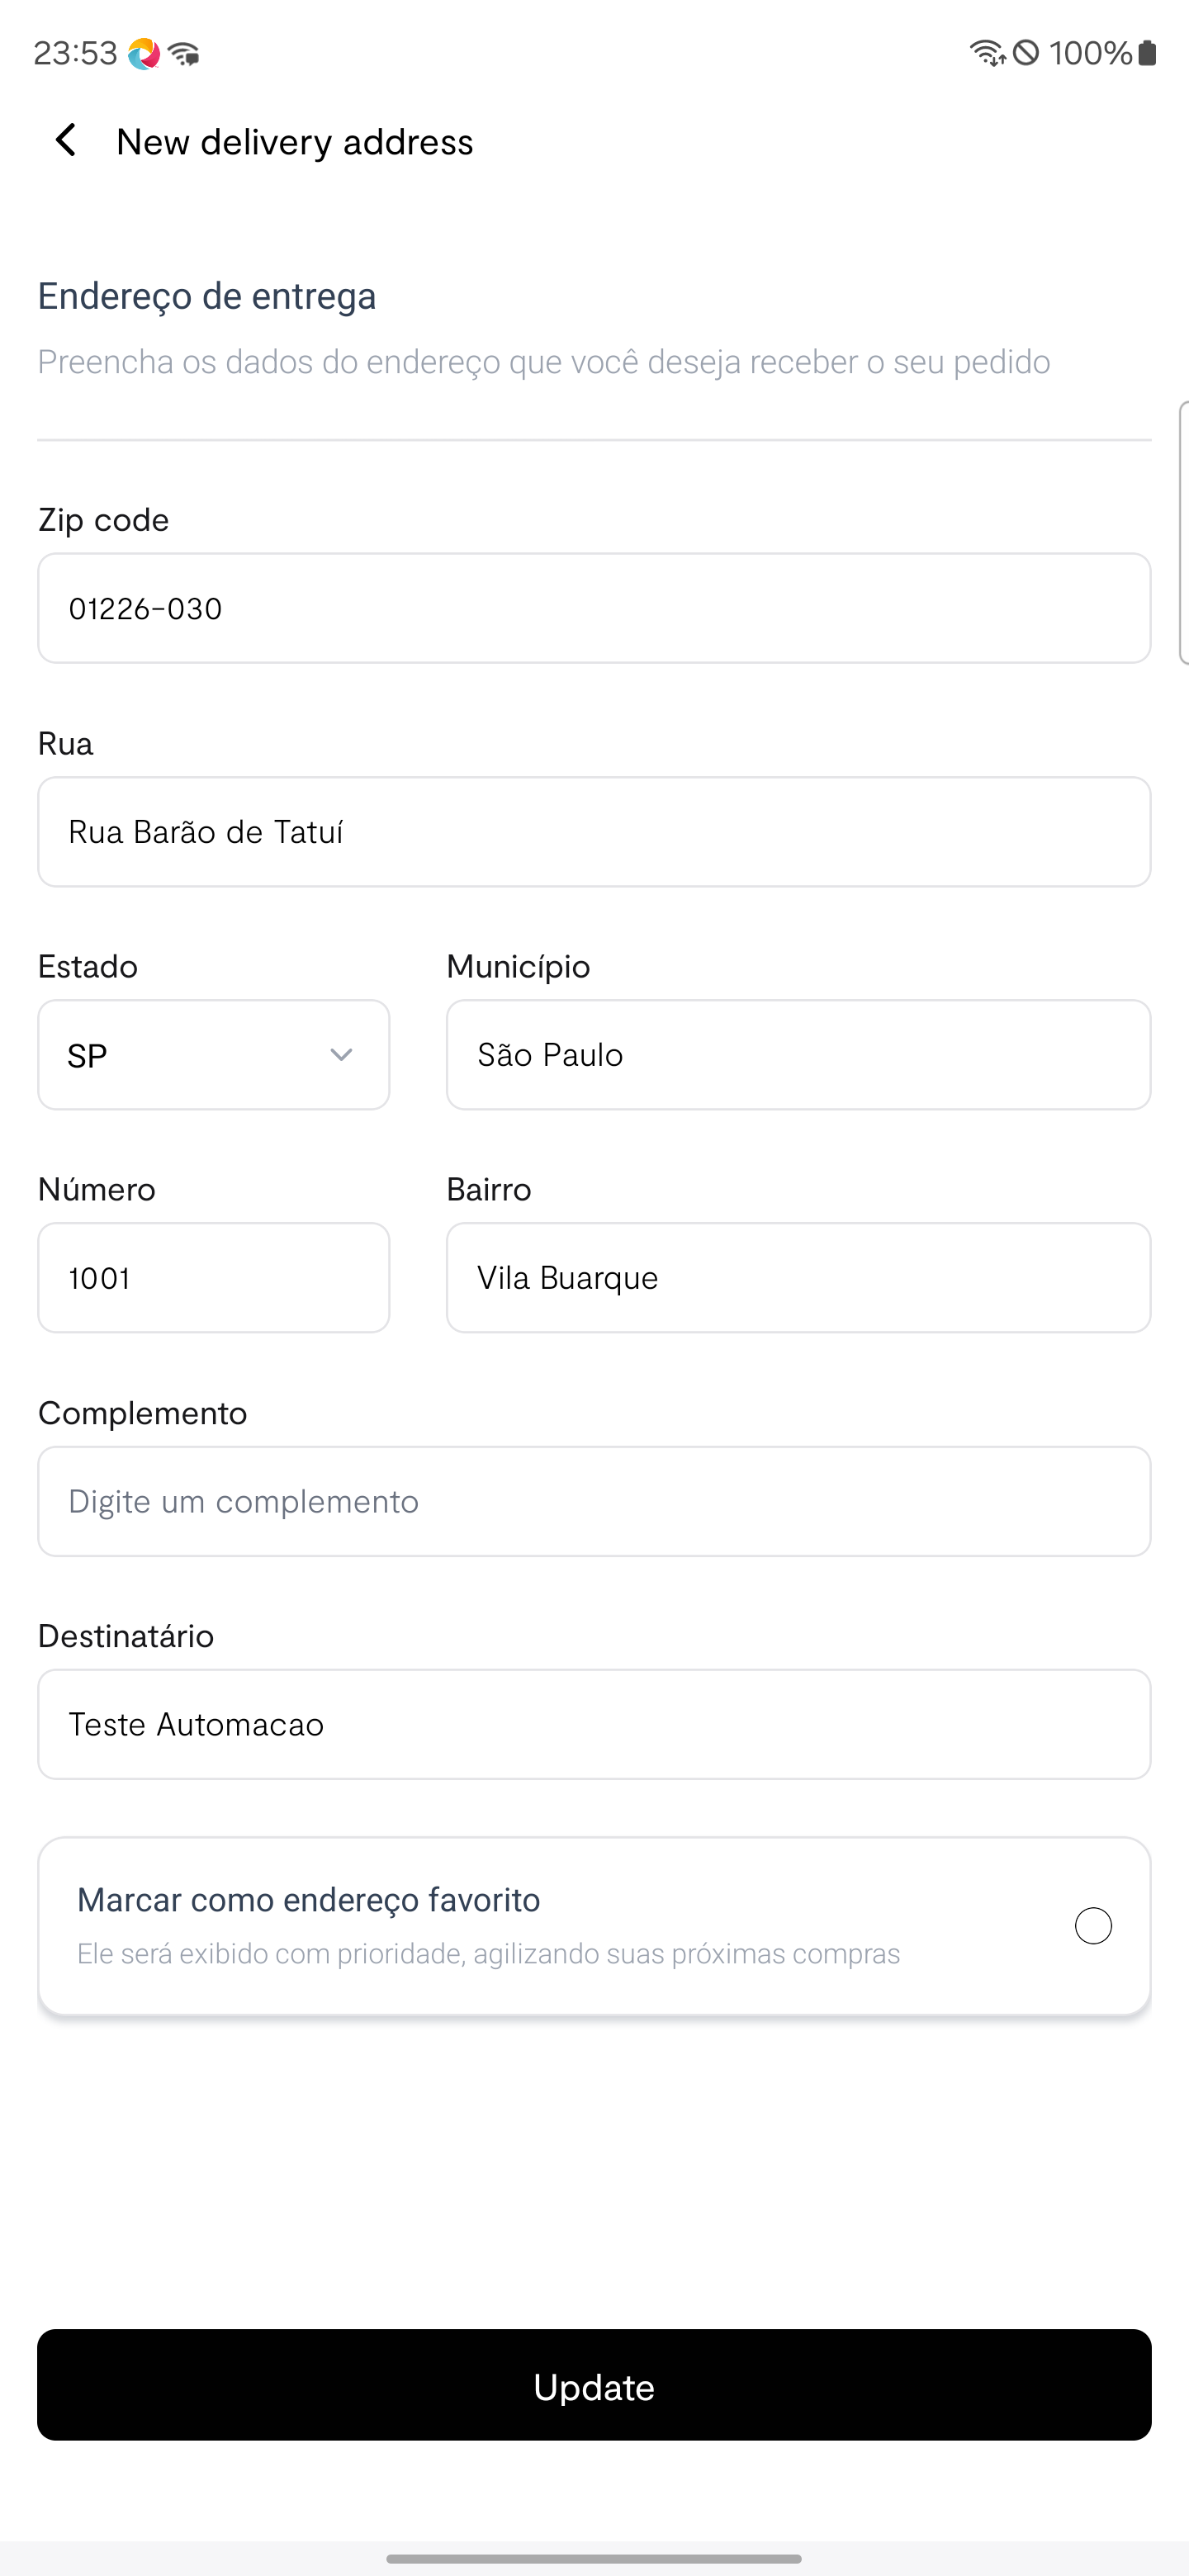 23:53 100%
New delivery address
Endereço de entrega
Preencha os dados do endereço que você deseja receber o seu pedido
Zip code
01226-030
Rua
Rua Barão de Tatuí
Estado Município
SP São Paulo
Número Bairro
1001 Vila Buarque
Complemento
Digite um complemento
Destinatário
Teste Automacao
Marcar como endereço favorito
Ele será exibido com prioridade, agilizando suas próximas compras
Update